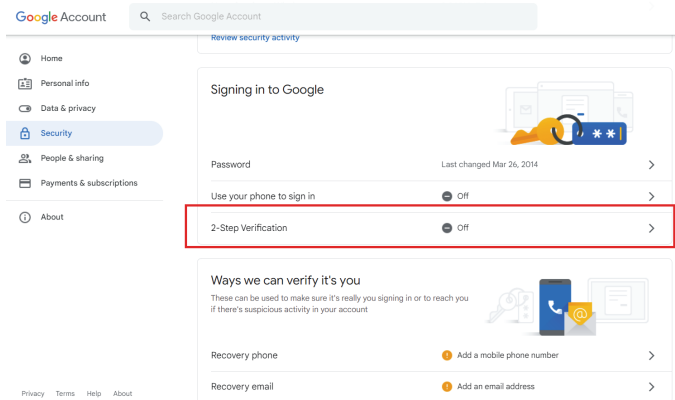 Google Account
Search Google Account
Home
Personal info
Data & privacy
Security
People & sharing
Payments & subscriptions
About
Privacy Terms Help About
Review security activity
Signing in to Google
**
Password Last changed Mar 26, 2014
Use your phone to sign in Off
2-Step Verification Off
Ways we can verify it's you
These can be used to make sure it's really you signing in or to reach you
if there's suspicious activity in your account
@
Recovery phone ! Add a mobile phone number
Recovery email ! Add an email address